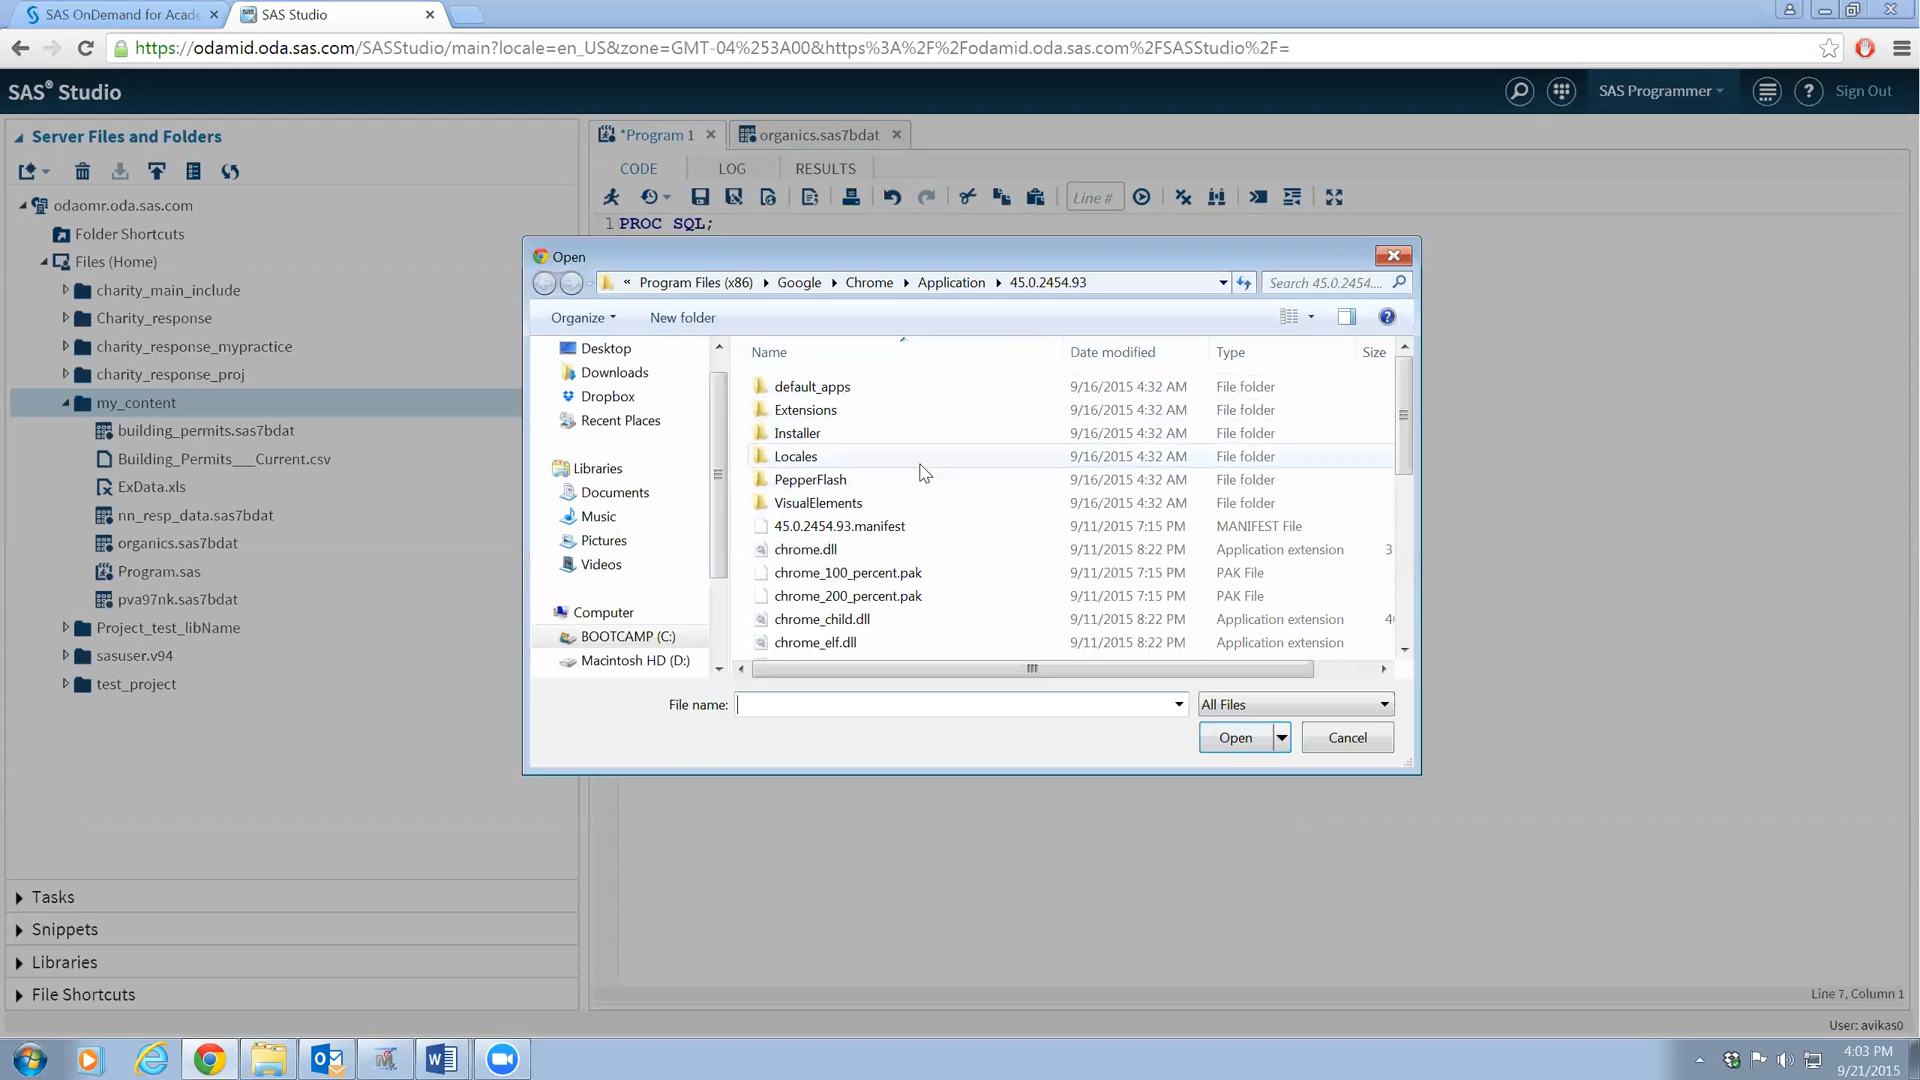 SAS OnDemand for Acade
SAS Studio
https://odamid.oda.sas.com/SASStudio/main?locale=en_US&zone=GMT-04%253A00&https%3A%2F%2Fodamid.oda.sas.com%2FSASStudio%2F=
SAS® Studio
SAS Programmer
Sign Out
Server Files and Folders
*Program 1
organics.sas7bdat
CODE
LOG
RESULTS
Line #
odaomr.oda.sas.com
Folder Shortcuts
Files (Home)
charity_main_include
Charity_response
charity_response_mypractice
charity_response_proj
my_content
building_permits.sas7bdat
Building_Permits___Current.csv
ExData.xls
nn_resp_data.sas7bdat
organics.sas7bdat
Program.sas
pva97nk.sas7bdat
Project_test_libName
sasuser.v94
test_project
Tasks
Snippets
Libraries
File Shortcuts
1 PROC SQL;
Open
« Program Files (x86) Google Chrome Application 45.0.2454.93
Search 45.0.2454....
Organize
New folder
Desktop
Downloads
Dropbox
Recent Places
Libraries
Documents
Music
Pictures
Videos
Computer
BOOTCAMP (C:)
Macintosh HD (D:)
Name Date modified Type Size
default_apps 9/16/2015 4:32 AM File folder
Extensions 9/16/2015 4:32 AM File folder
Installer 9/16/2015 4:32 AM File folder
Locales 9/16/2015 4:32 AM File folder
PepperFlash 9/16/2015 4:32 AM File folder
VisualElements 9/16/2015 4:32 AM File folder
45.0.2454.93.manifest 9/11/2015 7:15 PM MANIFEST File
chrome.dll 9/11/2015 8:22 PM Application extension 3
chrome_100_percent.pak 9/11/2015 7:15 PM PAK File
chrome_200_percent.pak 9/11/2015 7:15 PM PAK File
chrome_child.dll 9/11/2015 8:22 PM Application extension 4
chrome_elf.dll 9/11/2015 8:22 PM Application extension
File name:
All Files
Open
Cancel
Line 7, Column 1
User: avikas0
4:03 PM
9/21/2015